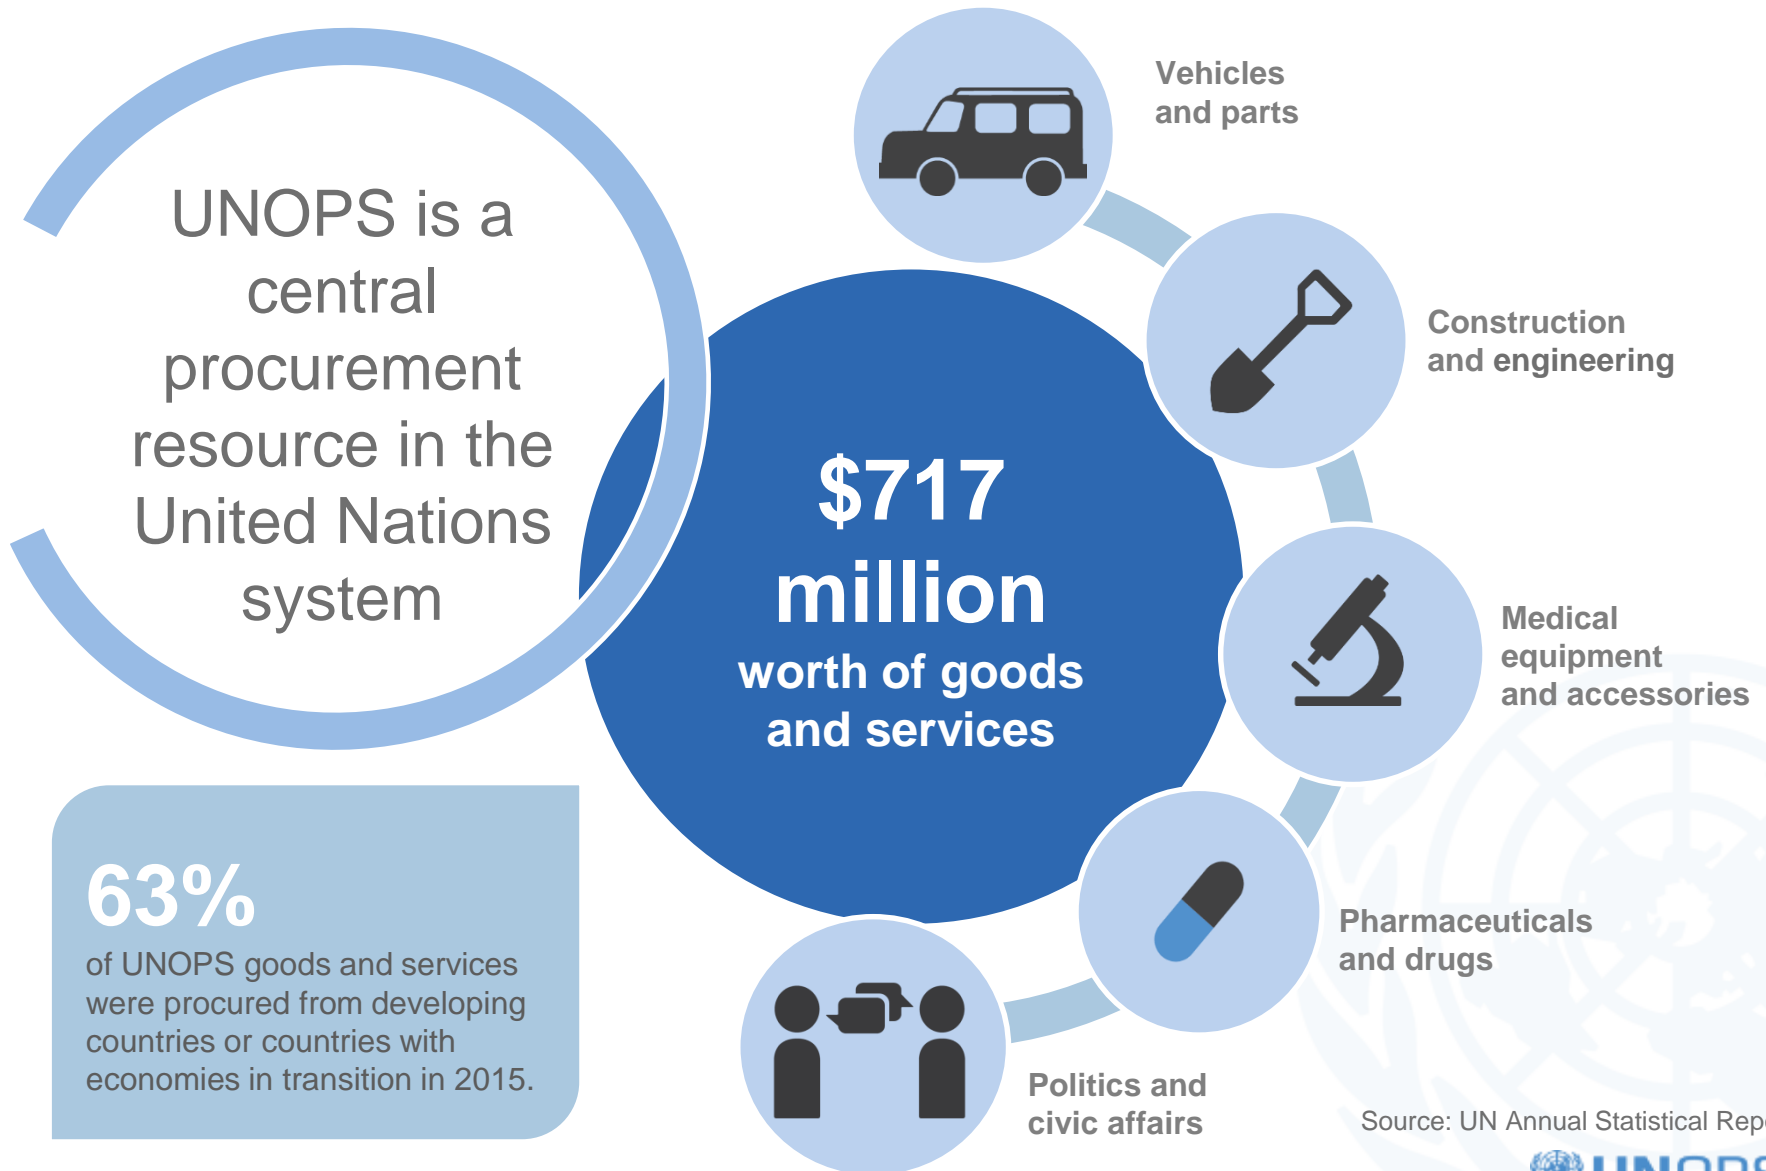 UNOPS is a
central
procurement
resource in the
United Nations
system
$717
million
worth of goods
and services
63%
of UNOPS goods and services
were procured from developing
countries or countries with
economies in transition in 2015.
Vehicles
and parts
Construction
and engineering
Medical
equipment
and accessories
Pharmaceuticals
and drugs
Politics and
civic affairs
Source: UN Annual Statistical
UNOPS